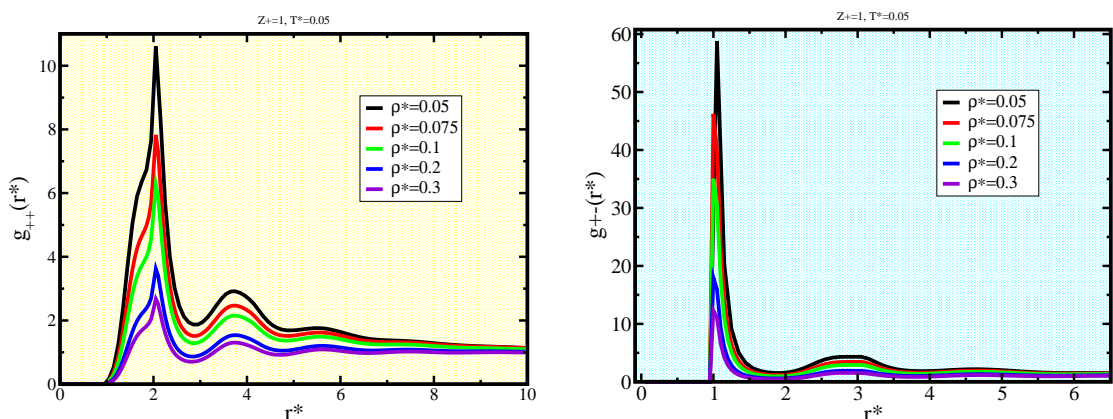 Z+=1, T*=0.05
10
8
6
4
2
0
g++(r*)
ρ*=0.05
ρ*=0.075
ρ*=0.1
ρ*=0.2
ρ*=0.3
0 2 4 6 8 10
r*
Z+=1, T*=0.05
60
50
40
30
20
10
0
g+-(r*)
ρ*=0.05
ρ*=0.075
ρ*=0.1
ρ*=0.2
ρ*=0.3
0 1 2 3 4 5 6
r*